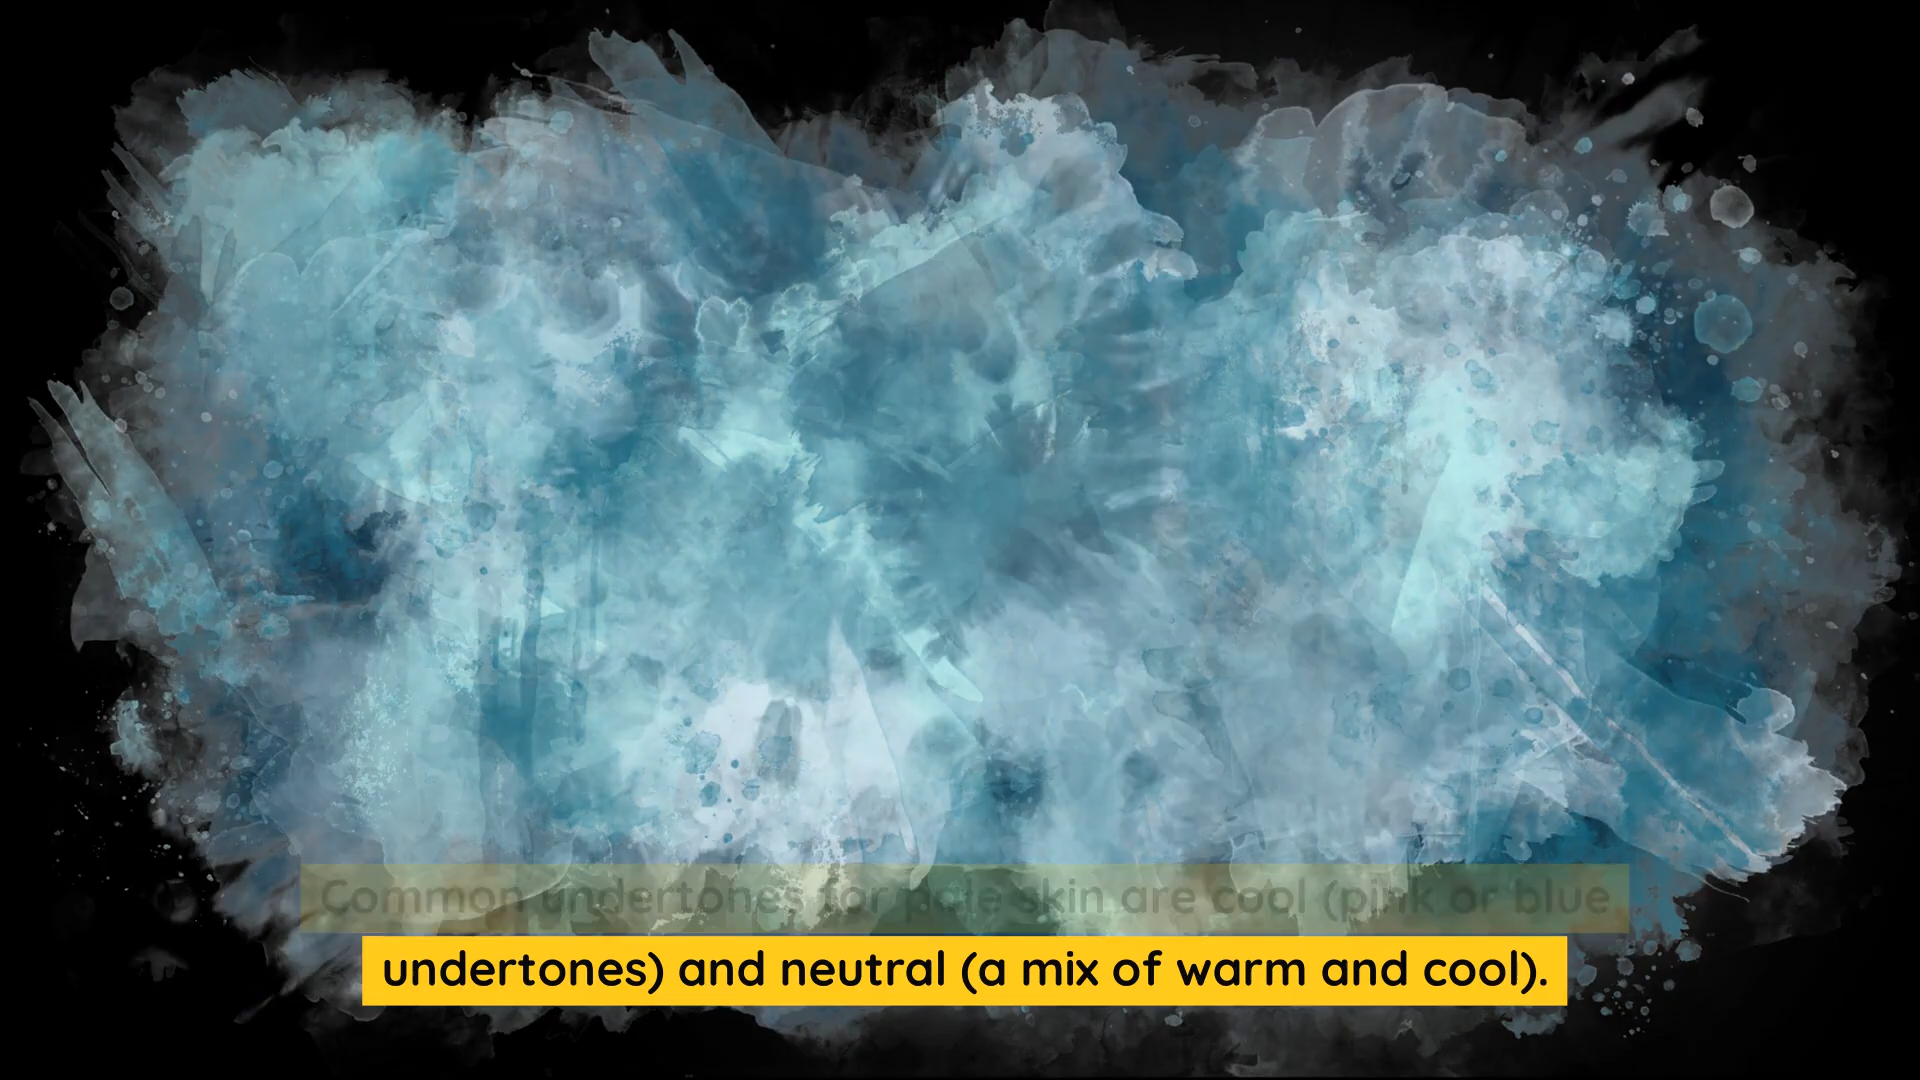 Common undertones for pale skin are cool (pink or blue
undertones) and neutral (a mix of warm and cool).